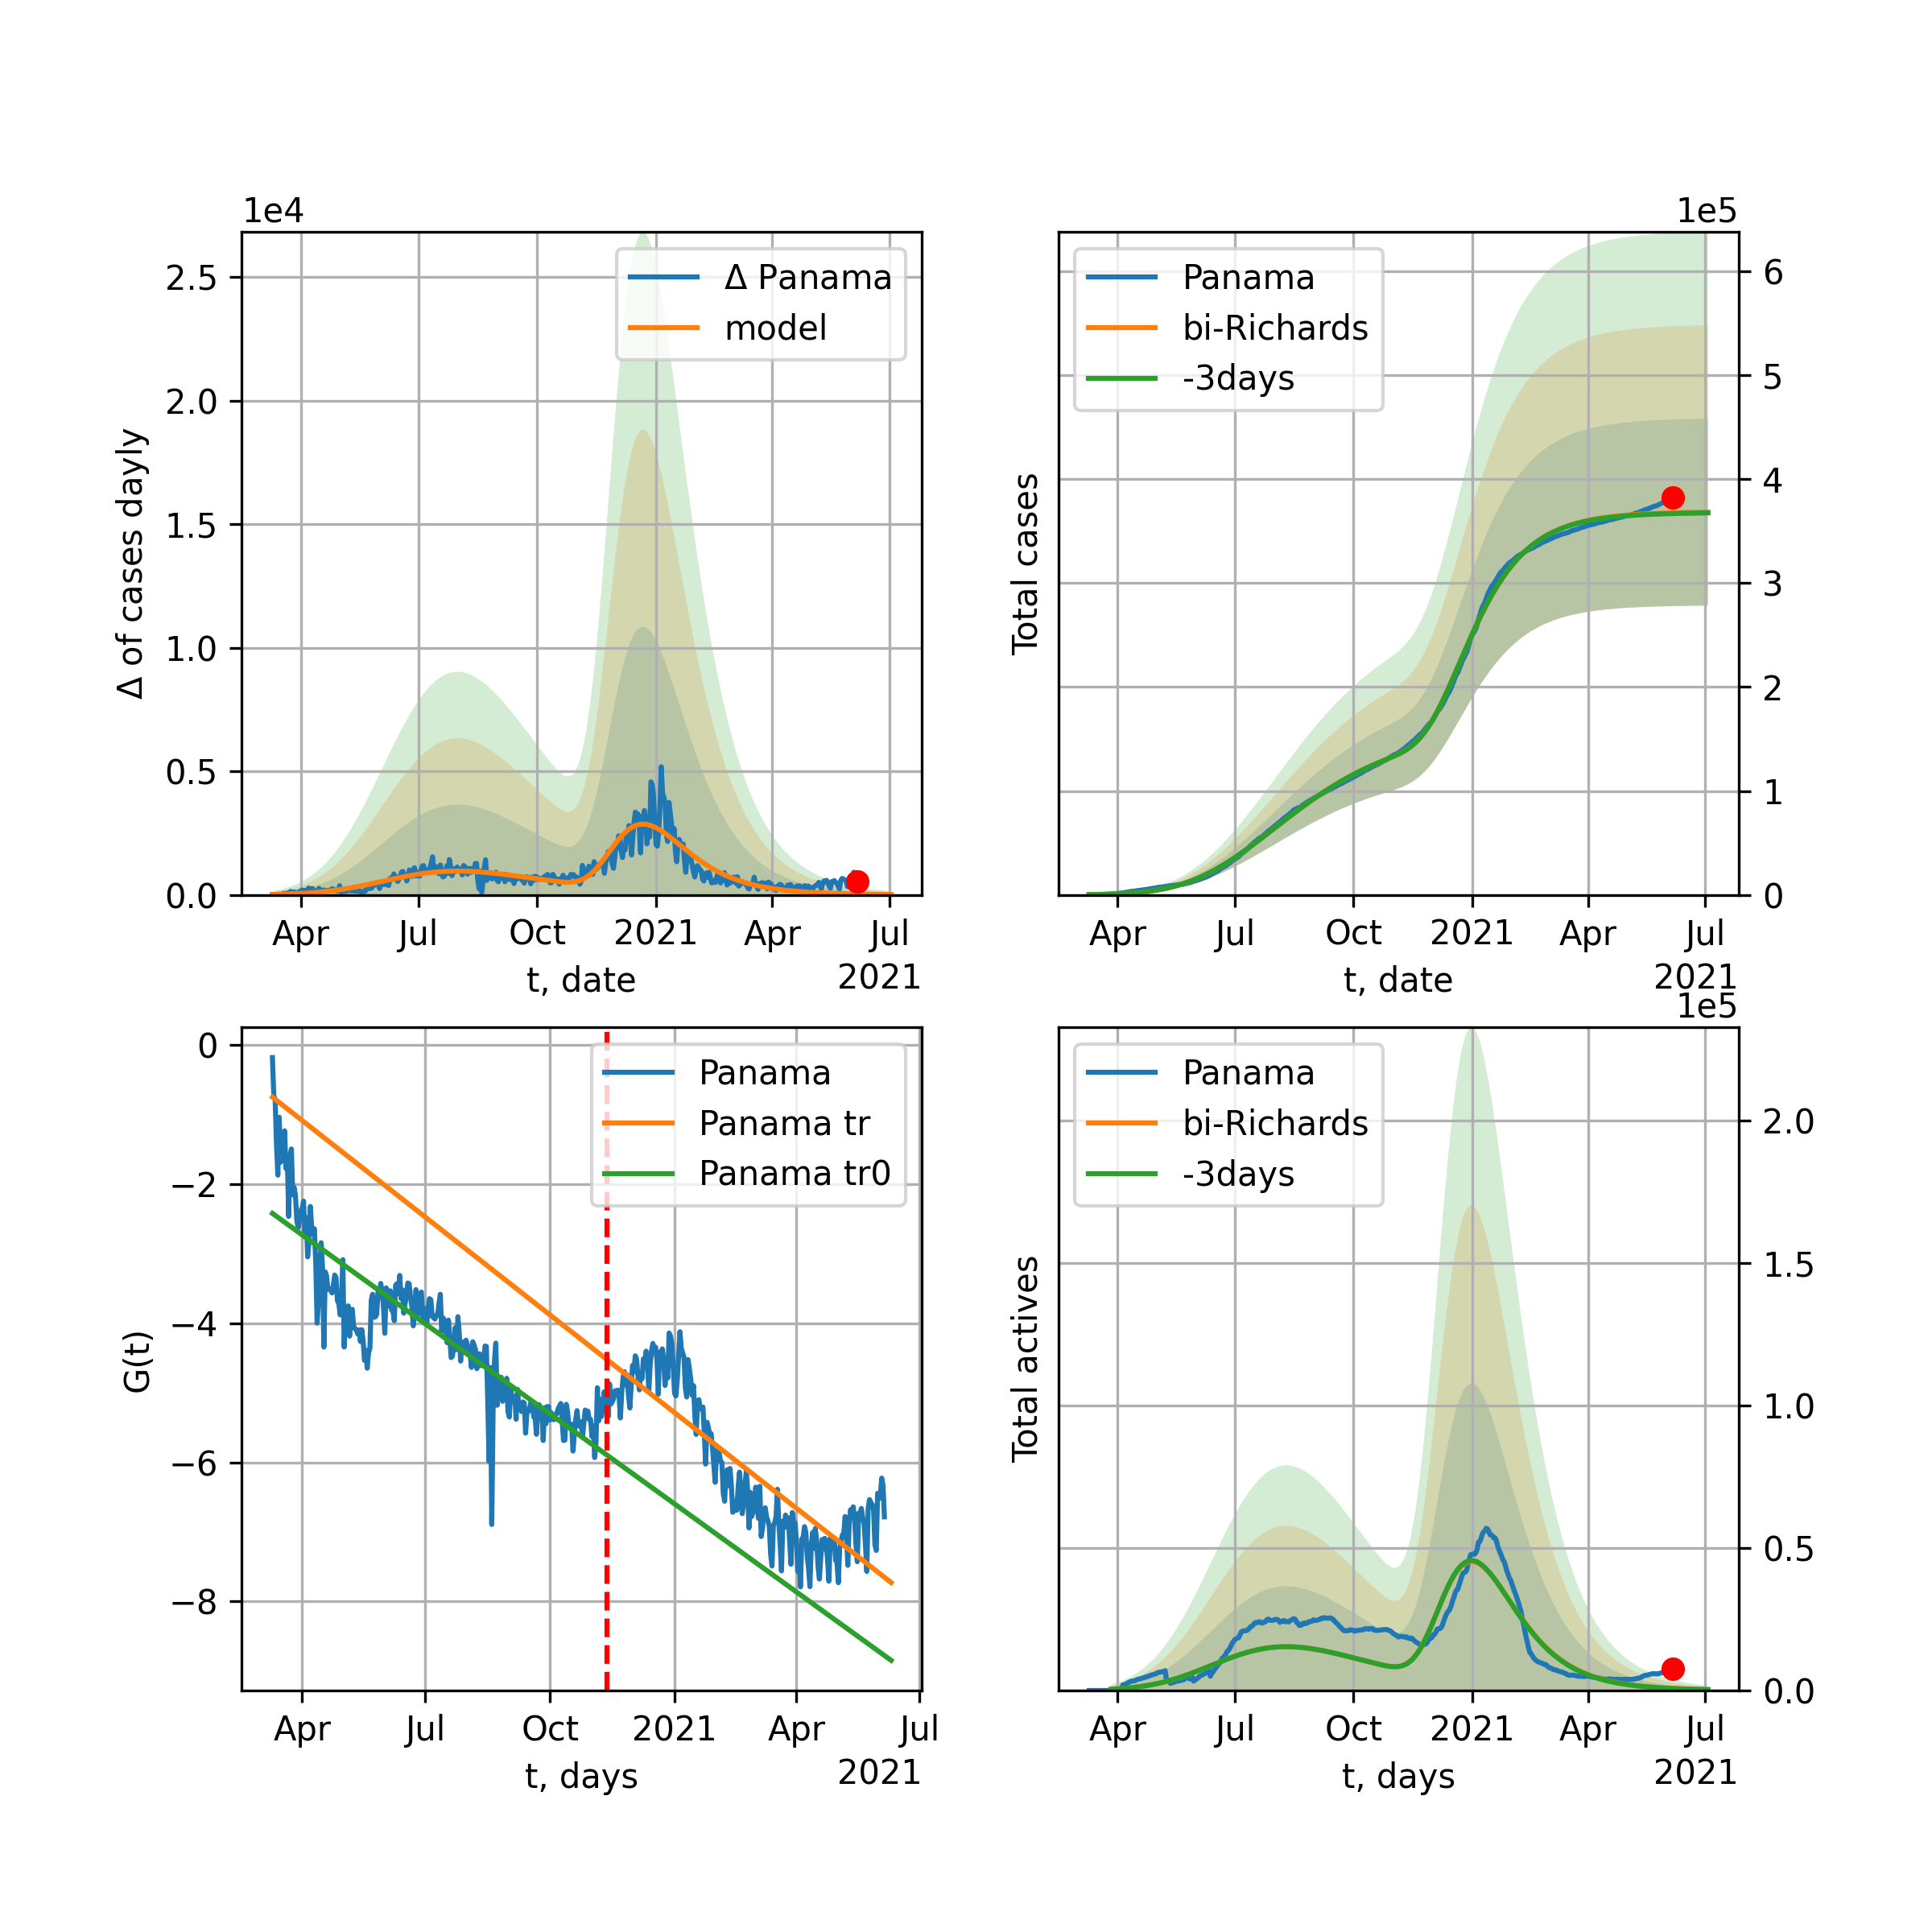 1e4
2.5
2.0
1.5
1.0
0.5
0.0
Δ of cases dayly
Δ Panama
model
Apr Jul Oct 2021 Apr Jul
t, date
2021
1e5
6
5
4
3
2
1
0
Total cases
Panama
bi-Richards
-3days
Apr Jul Oct 2021 Apr Jul
t, date
2021
0
−2
−4
−6
−8
G(t)
Panama
Panama tr
Panama tr0
Apr Jul Oct 2021 Apr Jul
t, days
2021
1e5
2.0
1.5
1.0
0.5
0.0
Total actives
Panama
bi-Richards
-3days
Apr Jul Oct 2021 Apr Jul
t, days
2021